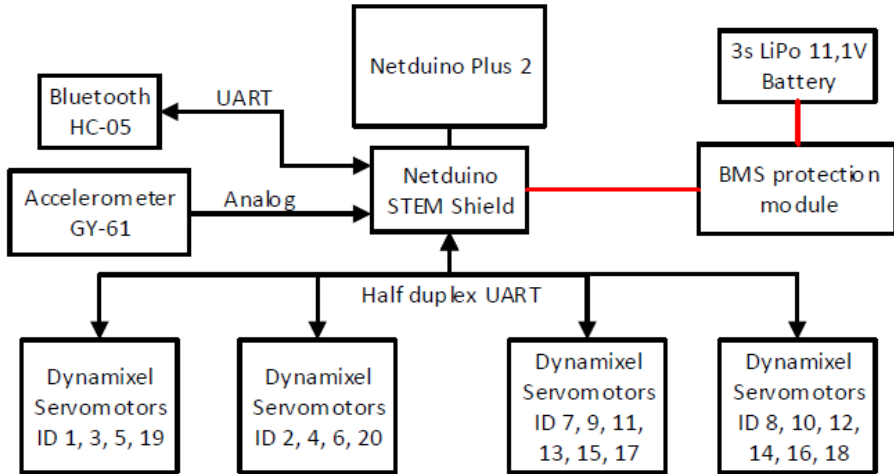 Netduino Plus 2
3s LiPo 11,1V
Battery
Bluetooth
HC-05
UART
Netduino
STEM Shield
BMS protection
module
Accelerometer
GY-61
Analog
Half duplex UART
Dynamixel
Servomotors
ID 1, 3, 5, 19
Dynamixel
Servomotors
ID 2, 4, 6, 20
Dynamixel
Servomotors
ID 7, 9, 11,
13, 15, 17
Dynamixel
Servomotors
ID 8, 10, 12,
14, 16, 18